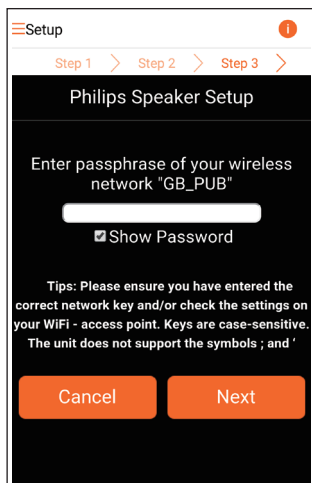 Setup
Step 1 Step 2 Step 3
Philips Speaker Setup
Enter passphrase of your wireless
network "GB_PUB"
Show Password
Tips: Please ensure you have entered the
correct network key and/or check the settings on
your WiFi - access point. Keys are case-sensitive.
The unit does not support the symbols ; and ‘
Cancel Next